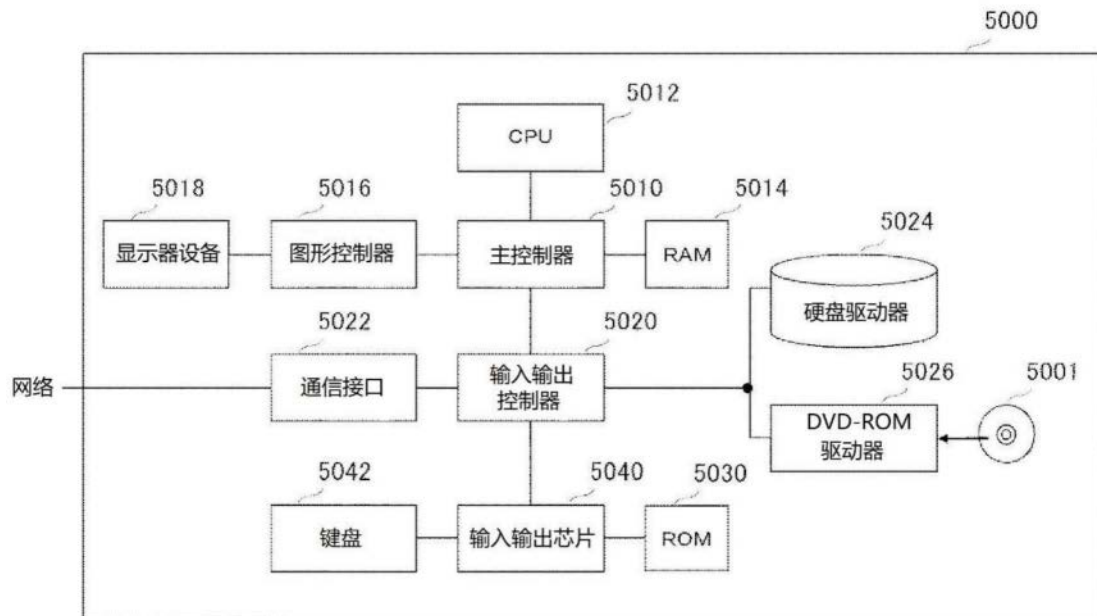 5000
5012
CPU
5018
5016
5010
5014
5024
显示器设备
图形控制器
主控制器
RAM
硬盘驱动器
5022
5020
5026
5001
网络
通信接口
输入输出
控制器
DVD-ROM
驱动器
5042
5040
5030
键盘
输入输出芯片
ROM